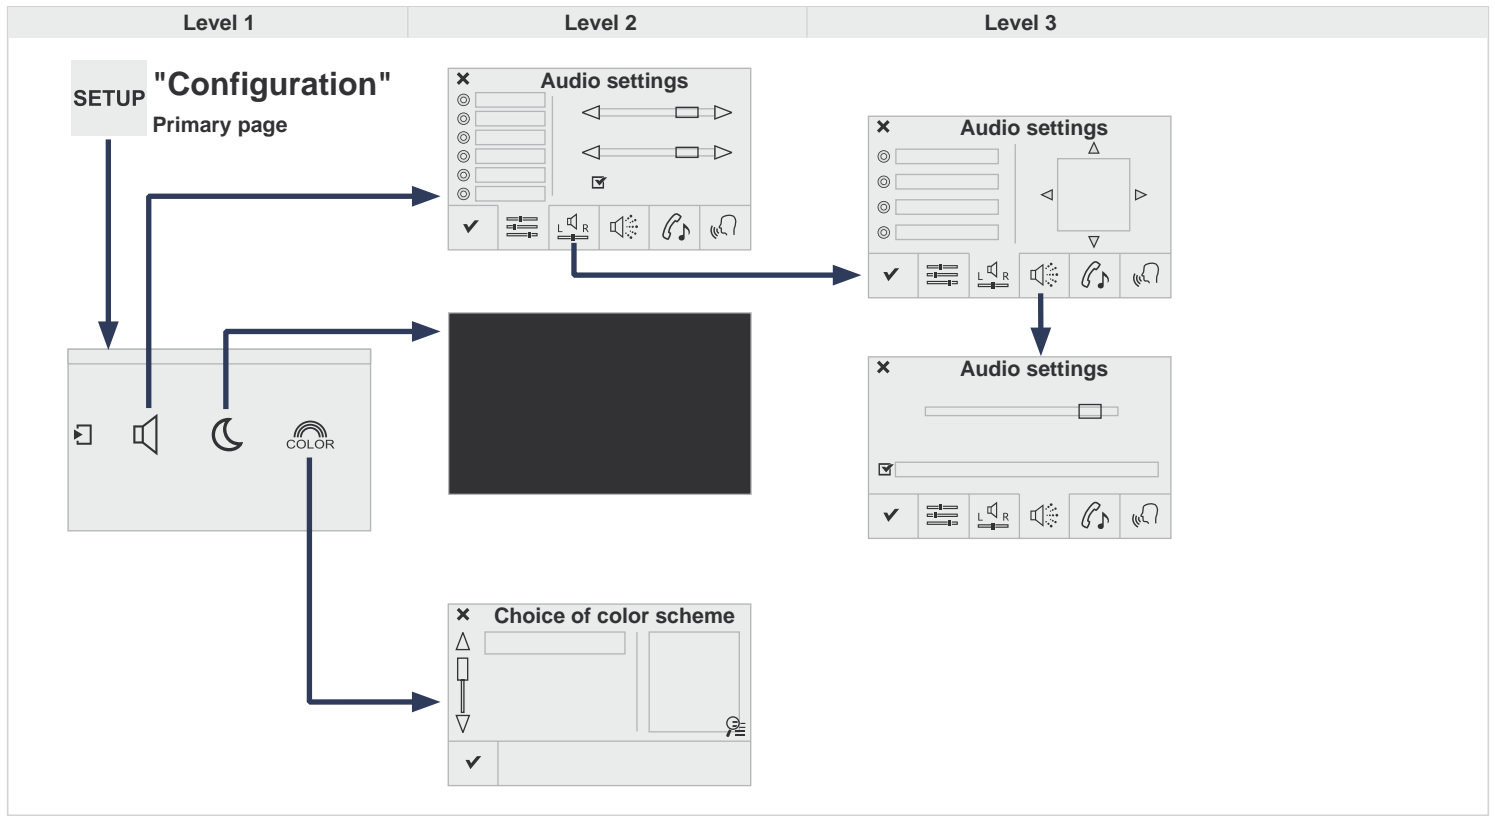 Level 1
Level 2
Level 3
SETUP
"Configuration"
Primary page
Audio settings
L R
Audio settings
L R
COLOR
Audio settings
L R
Choice of color scheme